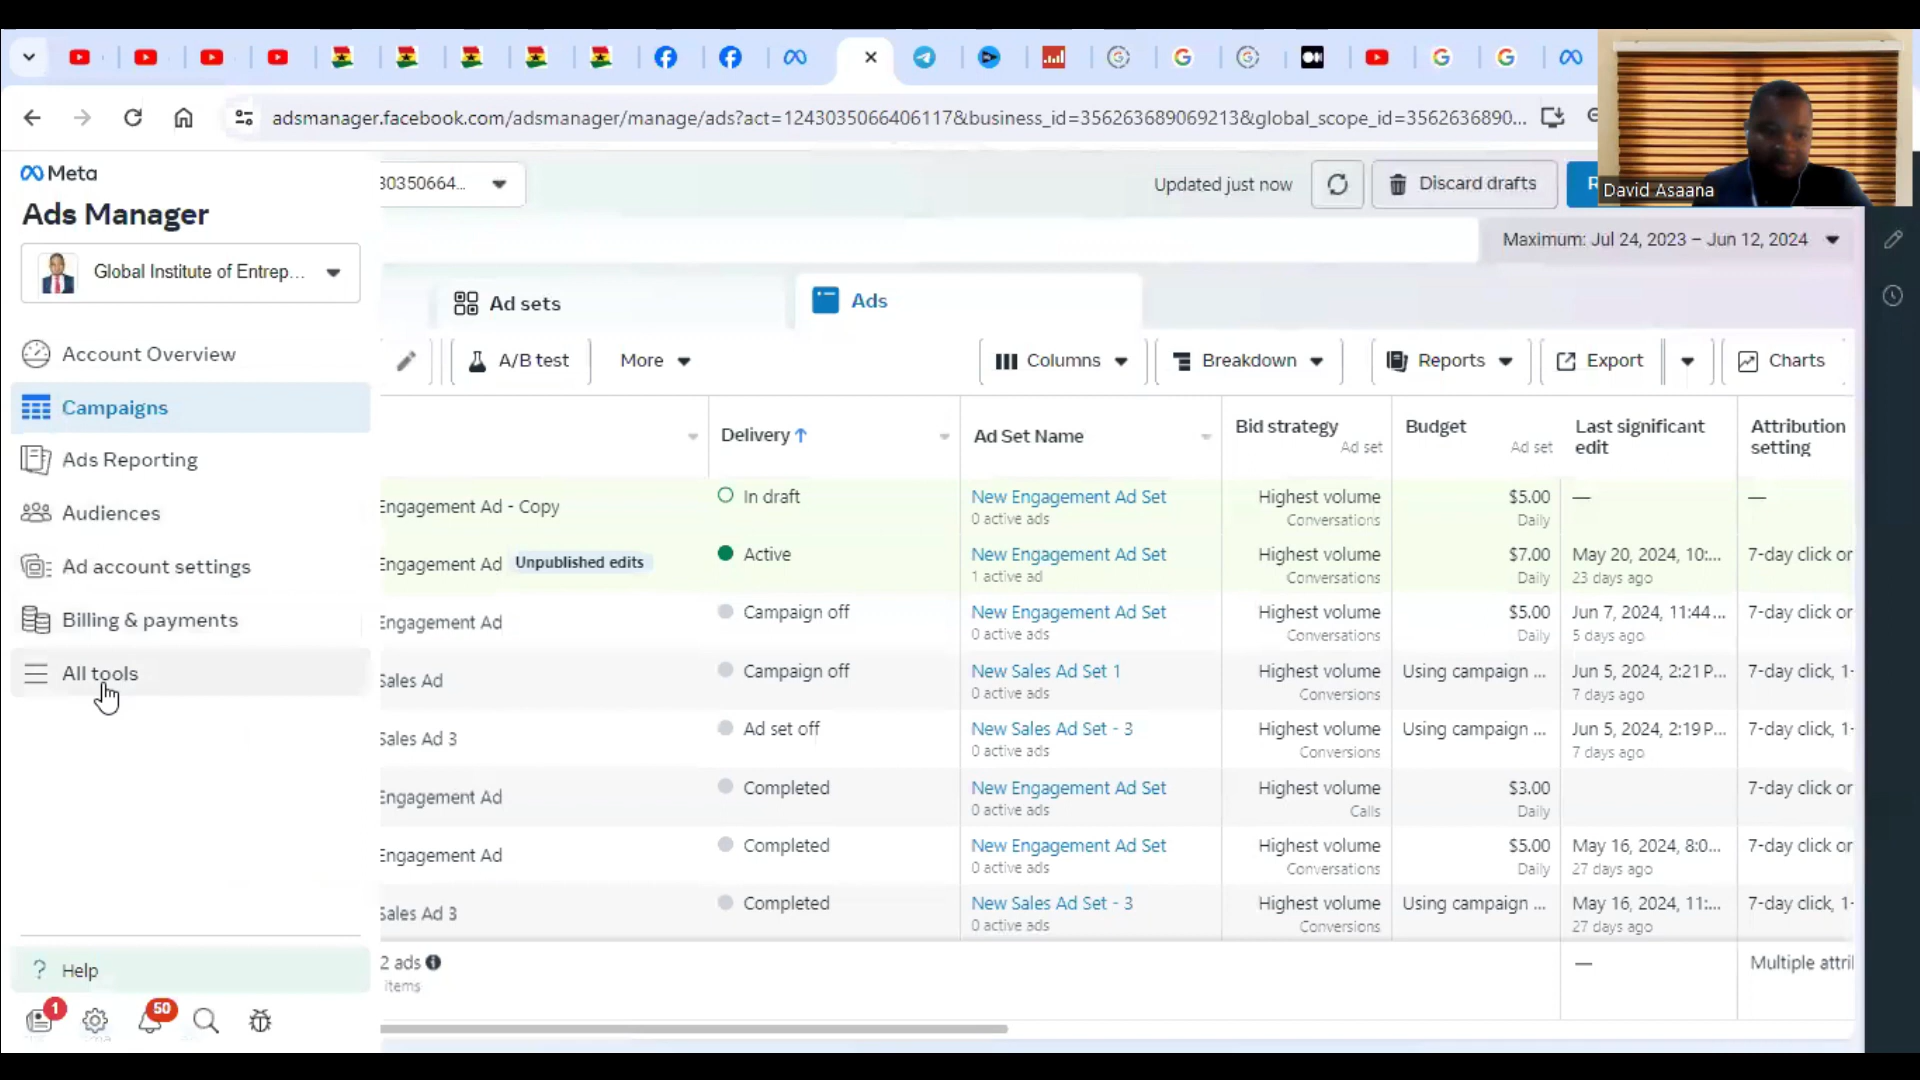 adsmanager.facebook.com/adsmanager/manage/ads?act=1243035066406117&business_id=356263689069213&global_scope_id=3562636890...
David Asaana
Meta
Ads Manager
Global Institute of Entrep...
Account Overview
Campaigns
Ads Reporting
Audiences
Ad account settings
Billing & payments
All tools
Help
1
50
30350664...
Updated just now
Discard drafts
Maximum: Jul 24, 2023 – Jun 12, 2024
Ad sets
Ads
A/B test
More
Columns
Breakdown
Reports
Export
Charts
Delivery ↑
Ad Set Name
Bid strategy
Ad set
Budget
Ad set
Last significant
edit
Attribution
setting
Engagement Ad - Copy
In draft
New Engagement Ad Set
0 active ads
Highest volume
Conversations
$5.00
Daily
—
—
Engagement Ad
Unpublished edits
Active
New Engagement Ad Set
1 active ad
Highest volume
Conversations
$7.00
Daily
May 20, 2024, 10:...
23 days ago
7-day click or
Engagement Ad
Campaign off
New Engagement Ad Set
0 active ads
Highest volume
Conversations
$5.00
Daily
Jun 7, 2024, 11:44...
5 days ago
7-day click or
Sales Ad
Campaign off
New Sales Ad Set 1
0 active ads
Highest volume
Conversions
Using campaign ...
Jun 5, 2024, 2:21 P...
7 days ago
7-day click, 1-
Sales Ad 3
Ad set off
New Sales Ad Set - 3
0 active ads
Highest volume
Conversions
Using campaign ...
Jun 5, 2024, 2:19 P...
7 days ago
7-day click, 1-
Engagement Ad
Completed
New Engagement Ad Set
0 active ads
Highest volume
Calls
$3.00
Daily
7-day click or
Engagement Ad
Completed
New Engagement Ad Set
0 active ads
Highest volume
Conversations
$5.00
Daily
May 16, 2024, 8:0...
27 days ago
7-day click or
Sales Ad 3
Completed
New Sales Ad Set - 3
0 active ads
Highest volume
Conversions
Using campaign ...
May 16, 2024, 11:...
27 days ago
7-day click, 1-
2 ads
items
—
Multiple attri